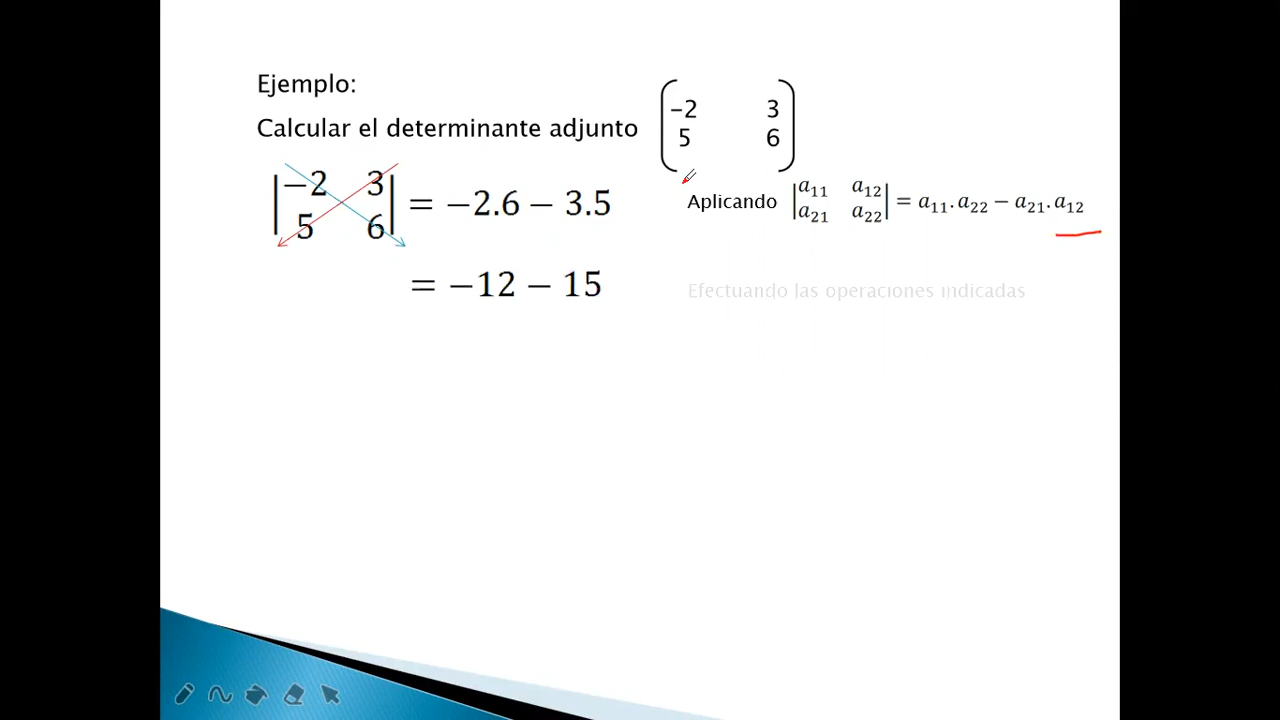 Ejemplo:
Calcular el determinante adjunto
−2 3
5 6
|−2 3|
|5 6| = −2.6 − 3.5
Aplicando |a₁₁ a₁₂|
|a₂₁ a₂₂| = a₁₁.a₂₂ − a₂₁.a₁₂
= −12 − 15
Efectuando las operaciones indicadas